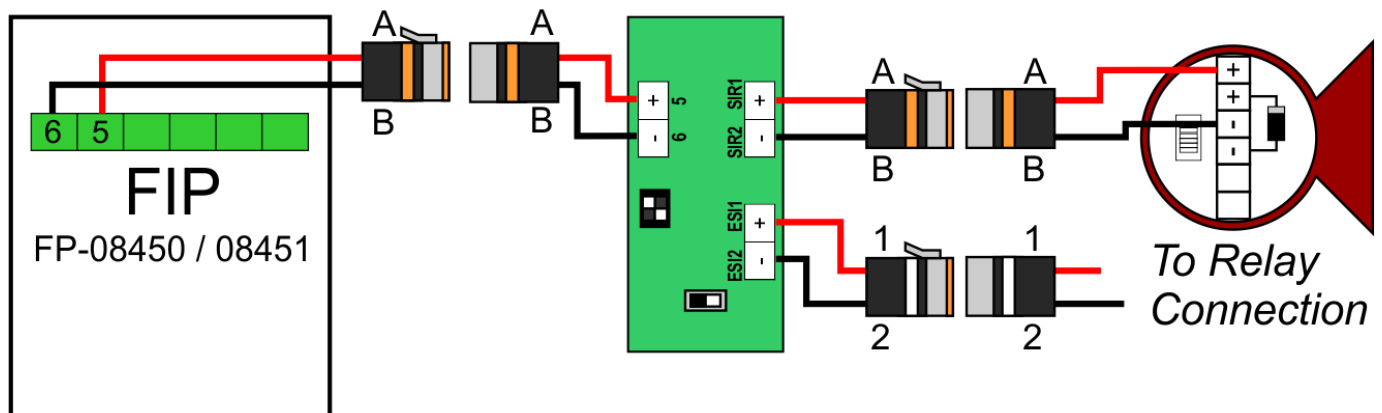 A
A
A
A
+
5
SIR1
+
+
6 5
B
B
-
6
SIR2
-
B
B
+
-
-
FIP
FP-08450 / 08451
ESI1
+
1
1
ESI2
-
2
2
To Relay
Connection